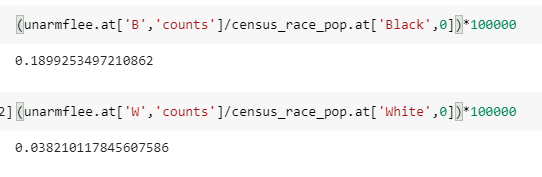 (unarmflee.at['B','counts']/census_race_pop.at['Black',0])*100000
0.1899253497210862
2] (unarmflee.at['W','counts']/census_race_pop.at['White',0])*100000
0.038210117845607586